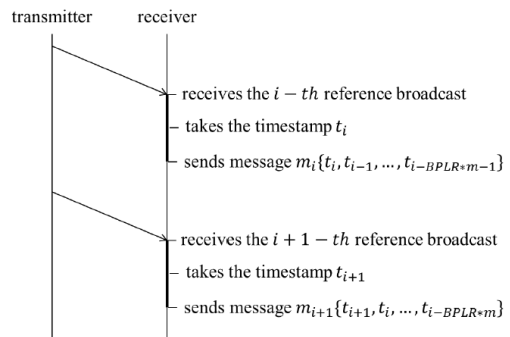 transmitter receiver
receives the i − th reference broadcast
takes the timestamp t_i
sends message m_i{t_i, t_{i−1}, ..., t_{i−BPLR*m−1}}
receives the i + 1 − th reference broadcast
takes the timestamp t_{i+1}
sends message m_{i+1}{t_{i+1}, t_i, ..., t_{i−BPLR*m}}